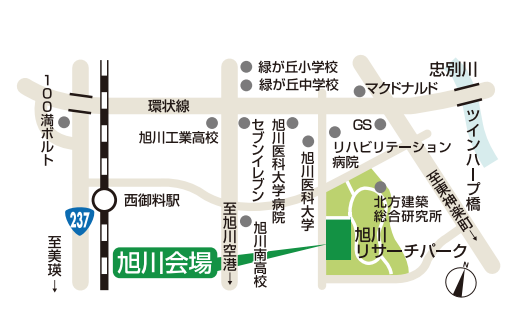 緑が丘小学校
緑が丘中学校
忠別川
100満ボルト
マクドナルド
環状線
旭川工業高校
セブンイレブン
旭川医科大学病院
旭川医科大学
GS
リハビリテーション
病院
ツインハープ橋
西御料駅
237
至美瑛→
至旭川空港→
旭川南高校
北方建築
総合研究所
至東神楽町→
旭川
リサーチパーク
旭川会場
N